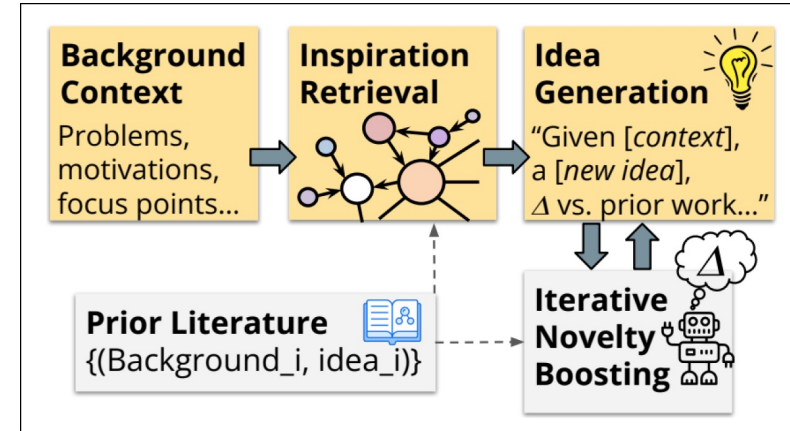 Background
Context
Problems,
motivations,
focus points...
Inspiration
Retrieval
Idea
Generation
“Given [context],
a [new idea],
Δ vs. prior work...”
Prior Literature
{(Background_i, idea_i)}
Iterative
Novelty
Boosting
Δ